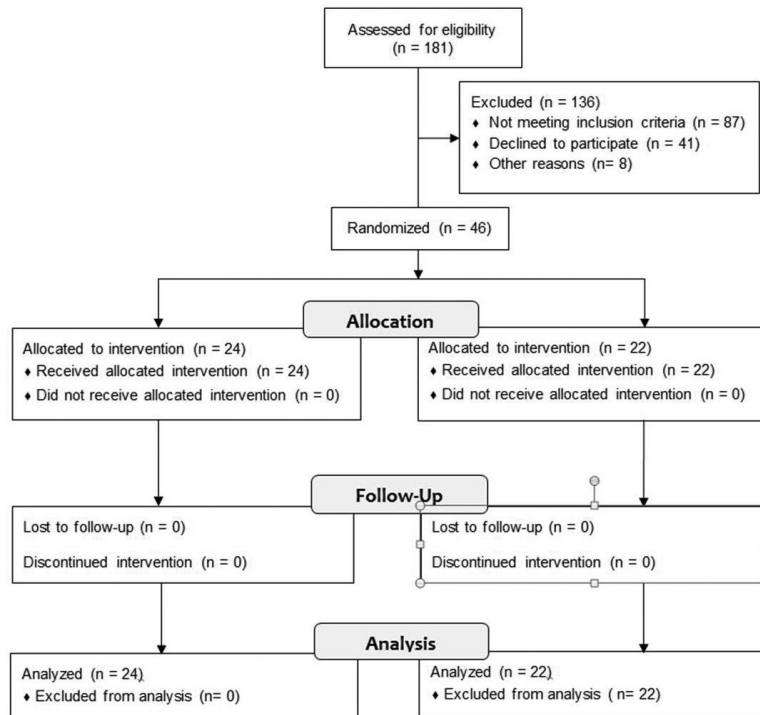 Assessed for eligibility
(n = 181)
Excluded (n = 136)
♦ Not meeting inclusion criteria (n = 87)
♦ Declined to participate (n = 41)
♦ Other reasons (n= 8)
Randomized (n = 46)
Allocation
Allocated to intervention (n = 24)
♦ Received allocated intervention (n = 24)
♦ Did not receive allocated intervention (n = 0)
Allocated to intervention (n = 22)
♦ Received allocated intervention (n = 22)
♦ Did not receive allocated intervention (n = 0)
Follow-Up
Lost to follow-up (n = 0)
Discontinued intervention (n = 0)
Lost to follow-up (n = 0)
Discontinued intervention (n = 0)
Analysis
Analyzed (n = 24)
♦ Excluded from analysis (n= 0)
Analyzed (n = 22)
♦ Excluded from analysis ( n= 22)